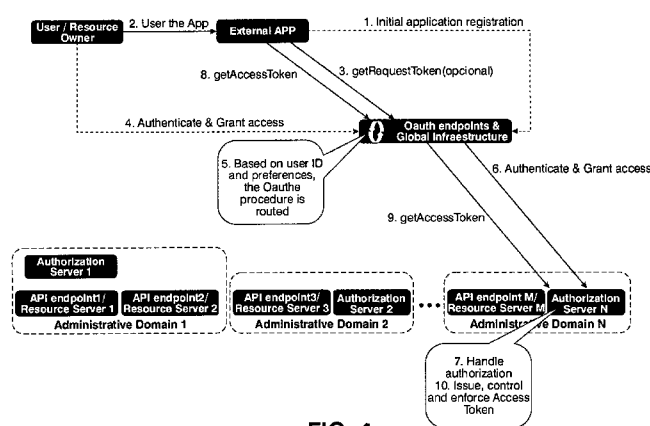 1. Initial application registration
User / Resource
Owner
2. User the App
External APP
8. getAccessToken
3. getRequestToken(opcional)
4. Authenticate & Grant access
Oauth endpoints &
Global Infraestructure
5. Based on user ID
and preferences,
the Oauthe
procedure is
routed
6. Authenticate & Grant access
9. getAccessToken
Authorization
Server 1
API endpoint1/
Resource Server 1
API endpoint2/
Resource Server 2
Administrative Domain 1
API endpoint3/
Resource Server 3
Authorization
Server 2
Administrative Domain 2
API endpoint M/
Resource Server M
Authorization
Server N
Administrative Domain N
7. Handle
authorization
10. Issue, control
and enforce Access
Token